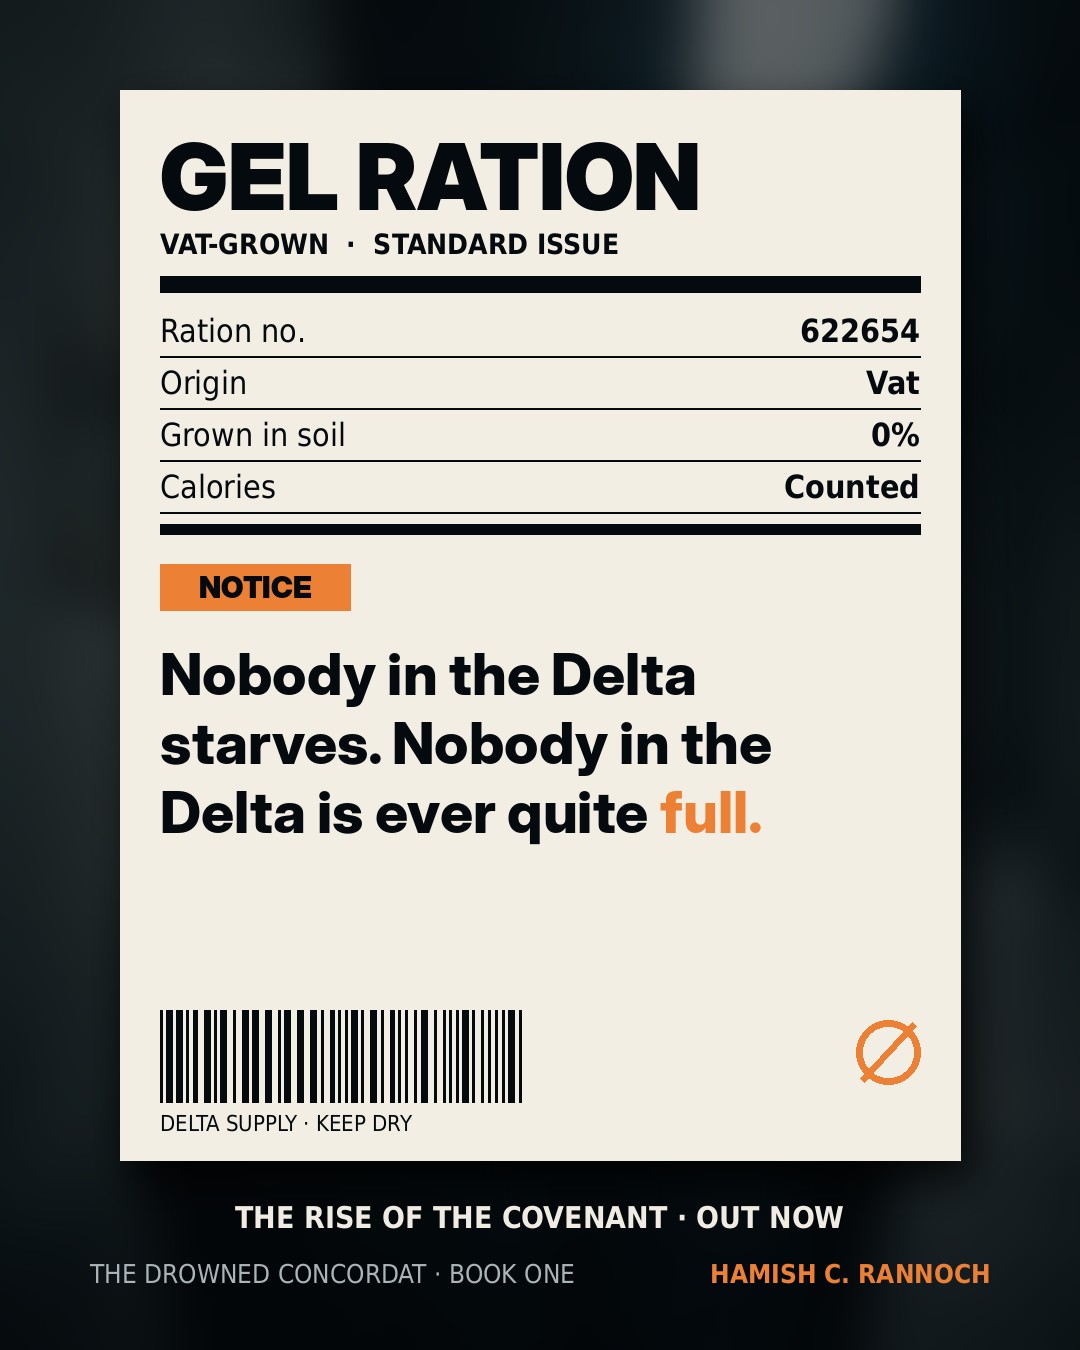 GEL RATION
VAT-GROWN · STANDARD ISSUE
Ration no. 622654
Origin Vat
Grown in soil 0%
Calories Counted
NOTICE
Nobody in the Delta
starves. Nobody in the
Delta is ever quite full.
DELTA SUPPLY · KEEP DRY
THE RISE OF THE COVENANT · OUT NOW
THE DROWNED CONCORDAT · BOOK ONE HAMISH C. RANNOCH